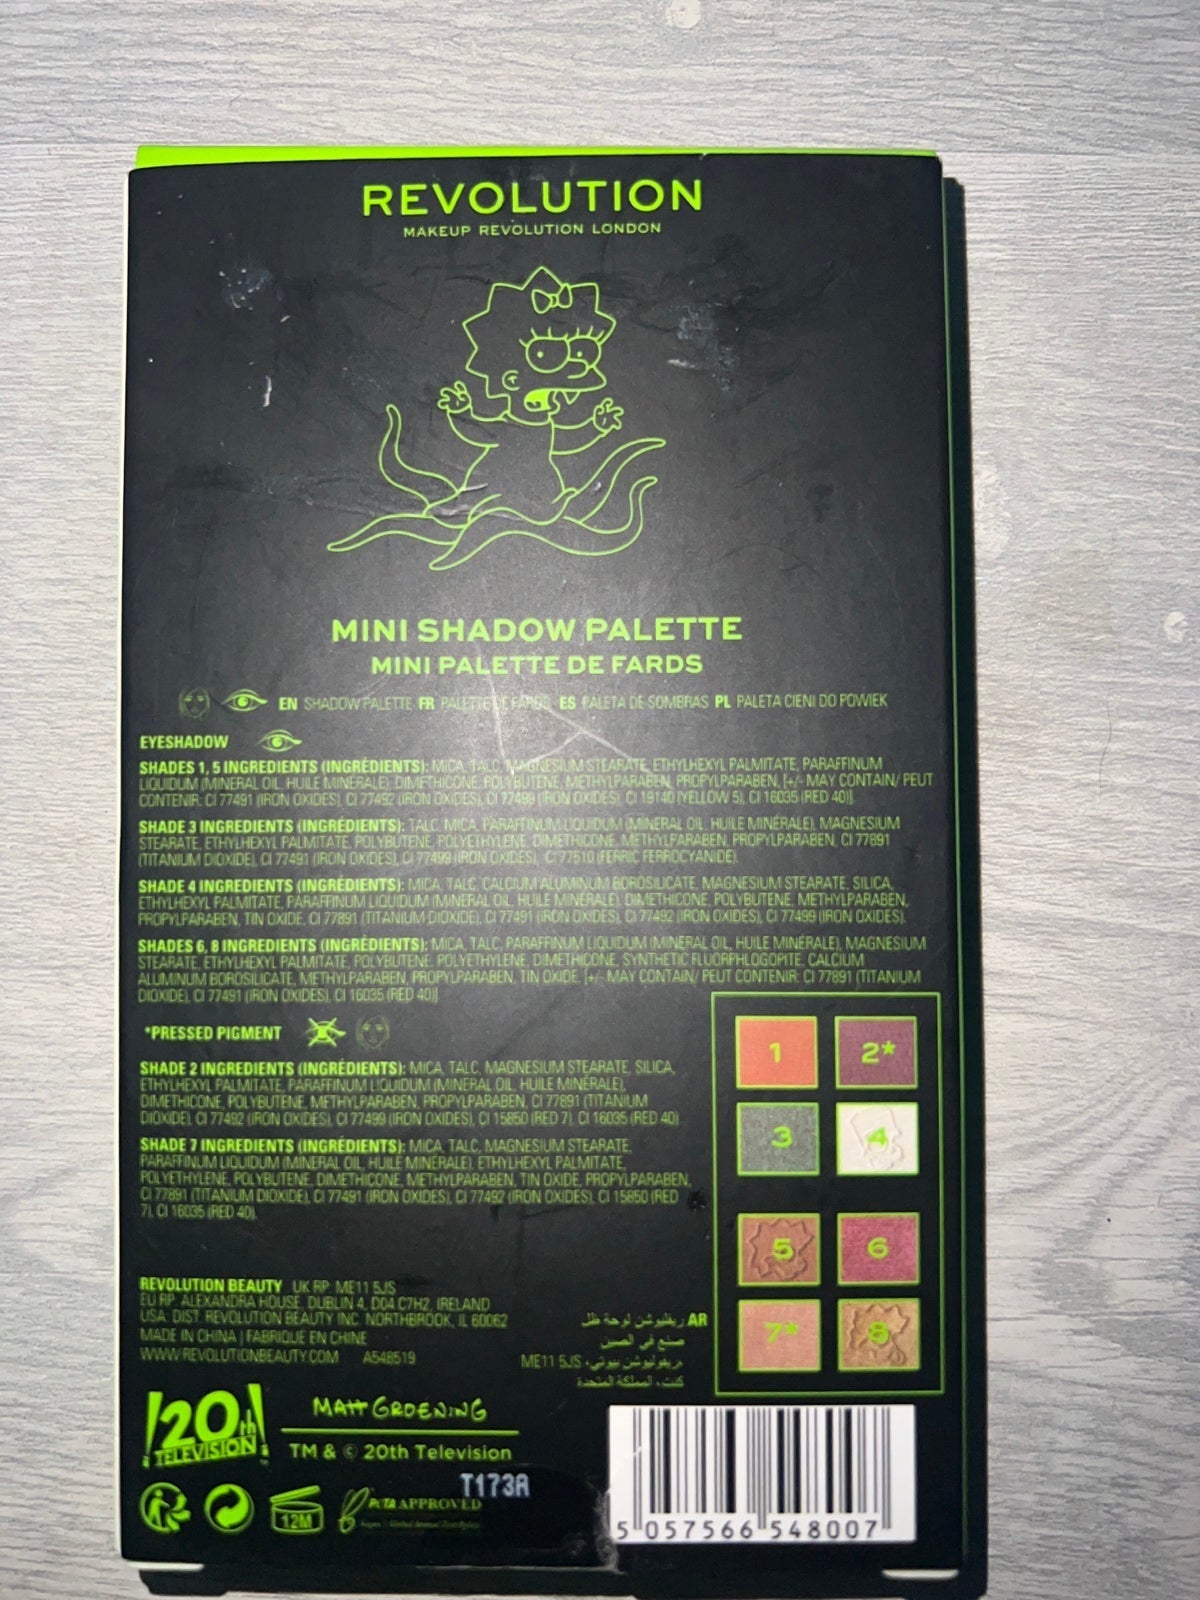 REVOLUTION
MAKEUP REVOLUTION LONDON
MINI SHADOW PALETTE
MINI PALETTE DE FARDS
EN SHADOW PALETTE FR PALETTE DE FARDS ES PALETA DE SOMBRAS PL PALETA CIENI DO POWIEK
EYESHADOW
SHADES 1, 5 INGREDIENTS (INGRÉDIENTS): MICA, TALC, MAGNESIUM STEARATE, ETHYLHEXYL PALMITATE, PARAFFINUM
LIQUIDUM (MINERAL OIL, HUILE MINÉRALE), DIMETHICONE, POLYBUTENE, METHYLPARABEN, PROPYLPARABEN, [+/- MAY CONTAIN/ PEUT
CONTENIR: CI 77491 (IRON OXIDES), CI 77492 (IRON OXIDES), CI 77499 (IRON OXIDES), CI 19140 (YELLOW 5), CI 16035 (RED 40)].
SHADE 3 INGREDIENTS (INGRÉDIENTS): TALC, MICA, PARAFFINUM LIQUIDUM (MINERAL OIL, HUILE MINÉRALE), MAGNESIUM
STEARATE, ETHYLHEXYL PALMITATE, POLYBUTENE, POLYETHYLENE, DIMETHICONE, METHYLPARABEN, PROPYLPARABEN, CI 77891
(TITANIUM DIOXIDE), CI 77491 (IRON OXIDES), CI 77499 (IRON OXIDES), CI 77510 (FERRIC FERROCYANIDE).
SHADE 4 INGREDIENTS (INGRÉDIENTS): MICA, TALC, CALCIUM ALUMINUM BOROSILICATE, MAGNESIUM STEARATE, SILICA,
ETHYLHEXYL PALMITATE, PARAFFINUM LIQUIDUM (MINERAL OIL, HUILE MINÉRALE), DIMETHICONE, POLYBUTENE, METHYLPARABEN,
PROPYLPARABEN, TIN OXIDE, CI 77891 (TITANIUM DIOXIDE), CI 77491 (IRON OXIDES), CI 77492 (IRON OXIDES), CI 77499 (IRON OXIDES).
SHADES 6, 8 INGREDIENTS (INGRÉDIENTS): MICA, TALC, PARAFFINUM LIQUIDUM (MINERAL OIL, HUILE MINÉRALE), MAGNESIUM
STEARATE, ETHYLHEXYL PALMITATE, POLYBUTENE, POLYETHYLENE, DIMETHICONE, SYNTHETIC FLUORPHLOGOPITE, CALCIUM
ALUMINUM BOROSILICATE, METHYLPARABEN, PROPYLPARABEN, TIN OXIDE, [+/- MAY CONTAIN/ PEUT CONTENIR: CI 77891 (TITANIUM
DIOXIDE), CI 77491 (IRON OXIDES), CI 16035 (RED 40)]
*PRESSED PIGMENT
SHADE 2 INGREDIENTS (INGRÉDIENTS): MICA, TALC, MAGNESIUM STEARATE, SILICA,
ETHYLHEXYL PALMITATE, PARAFFINUM LIQUIDUM (MINERAL OIL, HUILE MINÉRALE),
DIMETHICONE, POLYBUTENE, METHYLPARABEN, PROPYLPARABEN, CI 77891 (TITANIUM
DIOXIDE), CI 77492 (IRON OXIDES), CI 77499 (IRON OXIDES), CI 15850 (RED 7), CI 16035 (RED 40)
SHADE 7 INGREDIENTS (INGRÉDIENTS): MICA, TALC, MAGNESIUM STEARATE,
PARAFFINUM LIQUIDUM (MINERAL OIL, HUILE MINÉRALE), ETHYLHEXYL PALMITATE,
POLYETHYLENE, POLYBUTENE, DIMETHICONE, METHYLPARABEN, TIN OXIDE, PROPYLPARABEN,
CI 77891 (TITANIUM DIOXIDE), CI 77491 (IRON OXIDES), CI 77492 (IRON OXIDES), CI 15850 (RED
7), CI 16035 (RED 40).
1 2*
3 4
5 6
7* 8
REVOLUTION BEAUTY UK RP: ME11 5JS
EU RP: ALEXANDRA HOUSE, DUBLIN 4, D04 C7H2, IRELAND
USA: DIST. REVOLUTION BEAUTY INC. NORTHBROOK, IL 60062
MADE IN CHINA | FABRIQUÉ EN CHINE
WWW.REVOLUTIONBEAUTY.COM A548519
AR ريفليوشن لوحة ظل
صنع في الصين
ريفوليوشن بيوتي، ME11 5JS
كنت، المملكة المتحدة
20th TELEVISION
MATT GROENING
TM & © 20th Television
T173A
12M
PETA APPROVED
5 057566 548007